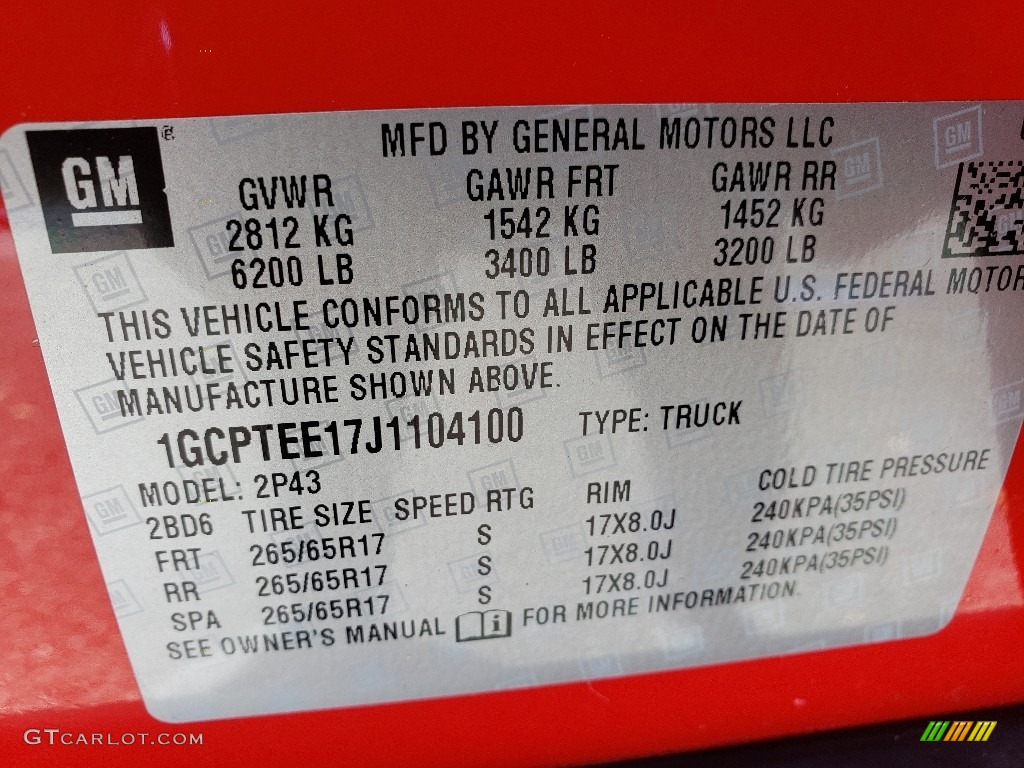 GM
MFD BY GENERAL MOTORS LLC
GVWR GAWR FRT GAWR RR
2812 KG 1542 KG 1452 KG
6200 LB 3400 LB 3200 LB
THIS VEHICLE CONFORMS TO ALL APPLICABLE U.S. FEDERAL MOTOR
VEHICLE SAFETY STANDARDS IN EFFECT ON THE DATE OF
MANUFACTURE SHOWN ABOVE.
1GCPTEE17J1104100 TYPE: TRUCK
MODEL: 2P43
2BD6 TIRE SIZE SPEED RTG RIM COLD TIRE PRESSURE
FRT 265/65R17 S 17X8.0J 240KPA(35PSI)
RR 265/65R17 S 17X8.0J 240KPA(35PSI)
SPA 265/65R17 S 17X8.0J 240KPA(35PSI)
SEE OWNER'S MANUAL FOR MORE INFORMATION.
GTCARLOT.COM